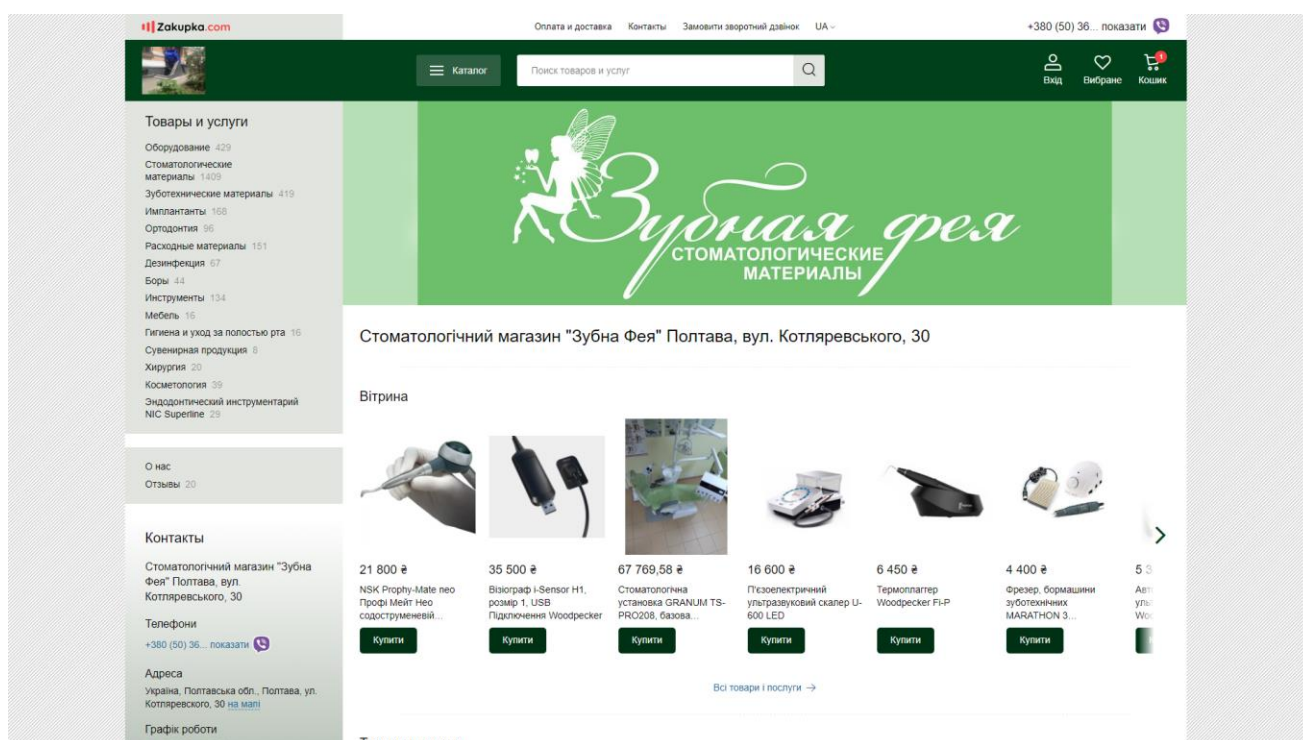 Zakupka.com
Оплата и доставка Контакты Замовити зворотний дзвінок UA
+380 (50) 36... показати
Каталог
Поиск товаров и услуг
Вхід
Вибране
1
Кошик
Товары и услуги
Оборудование 429
Стоматологические
материалы 1409
Зуботехнические материалы 419
Имплантанты 168
Ортодонтия 96
Расходные материалы 151
Дезинфекция 67
Боры 44
Инструменты 134
Мебель 16
Гигиена и уход за полостью рта 16
Сувенирная продукция 8
Хирургия 20
Косметология 39
Эндодонтический инструментарий
NIC Superline 29
О нас
Отзывы 20
Контакты
Стоматологічний магазин "Зубна
Фея" Полтава, вул.
Котляревського, 30
Телефони
+380 (50) 36... показати
Адреса
Україна, Полтавська обл., Полтава, ул.
Котляревского, 30 на мапі
Графік роботи
Зубная фея
СТОМАТОЛОГИЧЕСКИЕ
МАТЕРИАЛЫ
Стоматологічний магазин "Зубна Фея" Полтава, вул. Котляревського, 30
Вітрина
21 800 ₴
NSK Prophy-Mate neo
Профі Мейт Нео
содоструменевій...
Купити
35 500 ₴
Візіограф i-Sensor H1,
розмір 1, USB
Підключення Woodpecker
Купити
67 769,58 ₴
Стоматологічна
установка GRANUM TS-
PRO208, базова...
Купити
16 600 ₴
П'єзоелектричний
ультразвуковий скалер U-
600 LED
Купити
6 450 ₴
Термоплаггер
Woodpecker Fi-P
Купити
4 400 ₴
Фрезер, бормашини
зуботехнічних
MARATHON 3...
Купити
Всі товари і послуги →